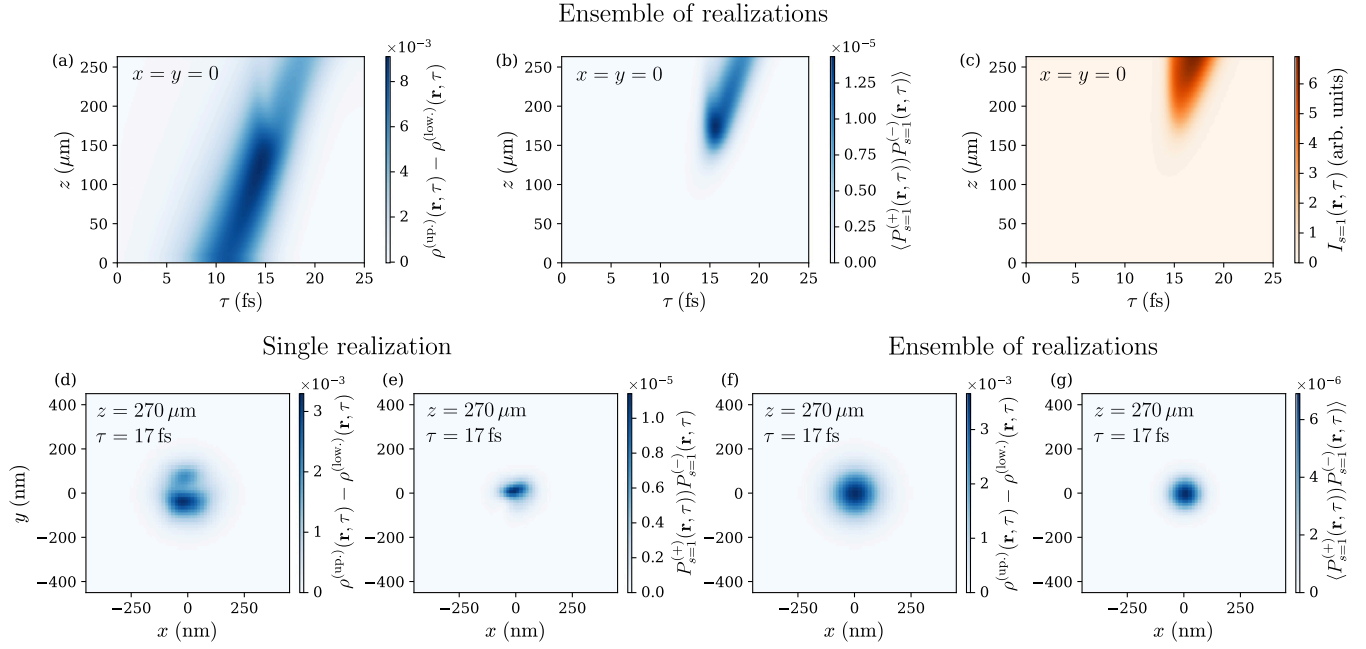 Ensemble of realizations
(a)
x = y = 0
z (μm)
250
200
150
100
50
0
0 5 10 15 20 25
τ (fs)
×10⁻³
8
6
4
2
0
ρ^(up.)(r, τ) − ρ^(low.)(r, τ)
(b)
x = y = 0
z (μm)
250
200
150
100
50
0
0 5 10 15 20 25
τ (fs)
×10⁻⁵
1.25
1.00
0.75
0.50
0.25
0.00
⟨P_{s=1}^{(+)}(r, τ))P_{s=1}^{(−)}(r, τ)⟩
(c)
x = y = 0
z (μm)
250
200
150
100
50
0
0 5 10 15 20 25
τ (fs)
6
5
4
3
2
1
0
I_{s=1}(r, τ) (arb. units)
Single realization
Ensemble of realizations
(d)
z = 270 μm
τ = 17 fs
y (nm)
400
200
0
−200
−400
−250 0 250
x (nm)
×10⁻³
3
2
1
0
ρ^(up.)(r, τ) − ρ^(low.)(r, τ)
(e)
z = 270 μm
τ = 17 fs
400
200
0
−200
−400
−250 0 250
x (nm)
×10⁻⁵
1.0
0.8
0.6
0.4
0.2
0.0
P_{s=1}^{(+)}(r, τ))P_{s=1}^{(−)}(r, τ)
(f)
z = 270 μm
τ = 17 fs
400
200
0
−200
−400
−250 0 250
x (nm)
×10⁻³
3
2
1
0
ρ^(up.)(r, τ) − ρ^(low.)(r, τ)
(g)
z = 270 μm
τ = 17 fs
400
200
0
−200
−400
−250 0 250
x (nm)
×10⁻⁶
6
4
2
0
⟨P_{s=1}^{(+)}(r, τ))P_{s=1}^{(−)}(r, τ)⟩